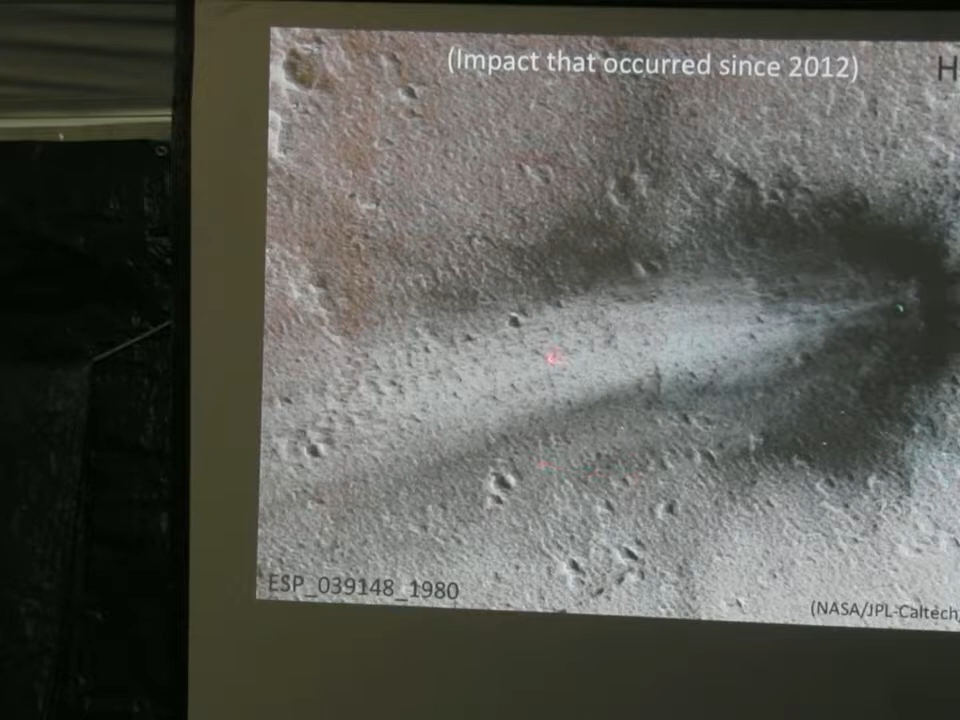 (Impact that occurred since 2012)
H
ESP_039148_1980
(NASA/JPL-Caltech/